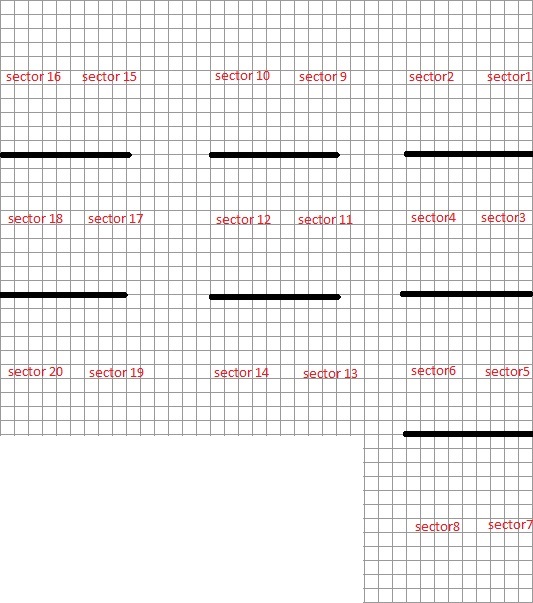 sector 16 sector 15 sector 10 sector 9 sector2 sector1
sector 18 sector 17 sector 12 sector 11 sector4 sector3
sector 20 sector 19 sector 14 sector 13 sector6 sector5
sector8 sector7